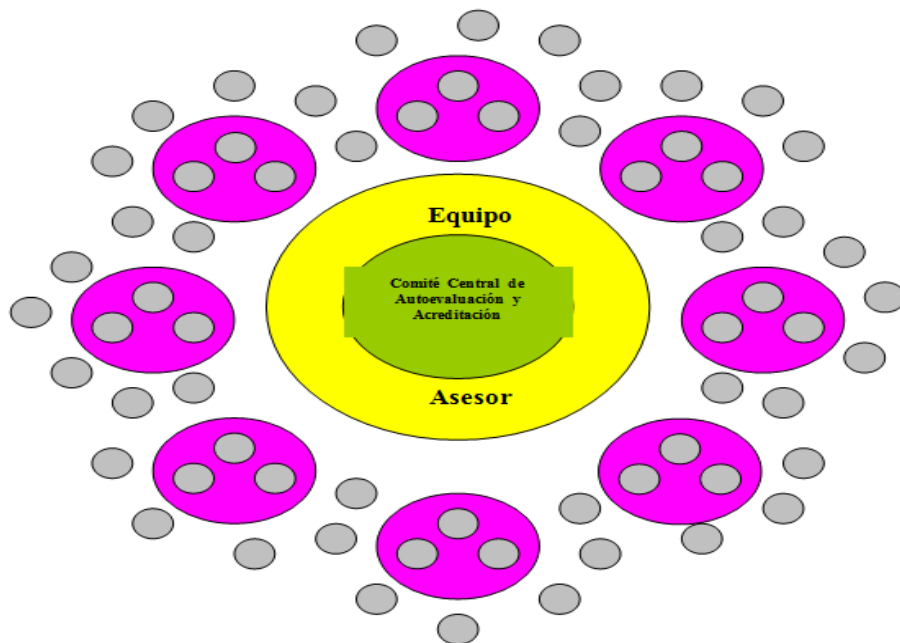 Equipo
Comité Central de
Autoevaluación y
Acreditación
Asesor